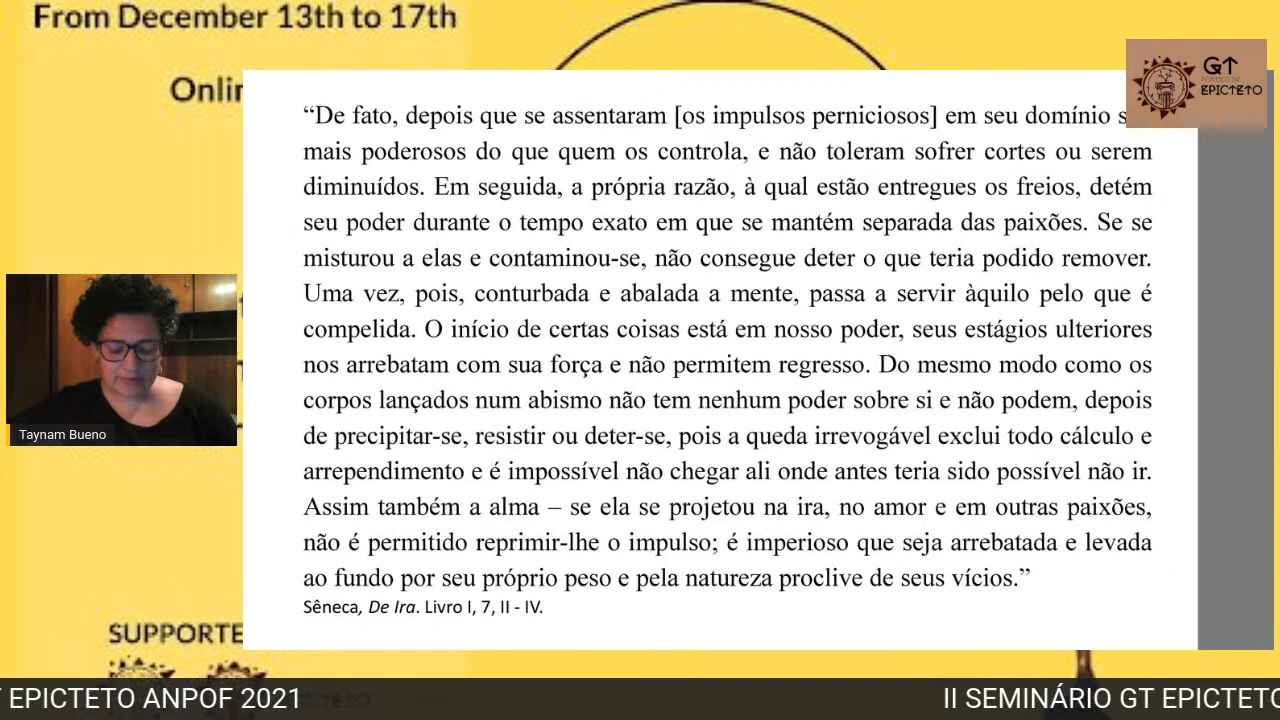 From December 13th to 17th
Onlin
GT
EPICTETO
“De fato, depois que se assentaram [os impulsos perniciosos] em seu domínio s
mais poderosos do que quem os controla, e não toleram sofrer cortes ou serem
diminuídos. Em seguida, a própria razão, à qual estão entregues os freios, detém
seu poder durante o tempo exato em que se mantém separada das paixões. Se se
misturou a elas e contaminou-se, não consegue deter o que teria podido remover.
Uma vez, pois, conturbada e abalada a mente, passa a servir àquilo pelo que é
compelida. O início de certas coisas está em nosso poder, seus estágios ulteriores
nos arrebatam com sua força e não permitem regresso. Do mesmo modo como os
corpos lançados num abismo não tem nenhum poder sobre si e não podem, depois
de precipitar-se, resistir ou deter-se, pois a queda irrevogável exclui todo cálculo e
arrependimento e é impossível não chegar ali onde antes teria sido possível não ir.
Assim também a alma – se ela se projetou na ira, no amor e em outras paixões,
não é permitido reprimir-lhe o impulso; é imperioso que seja arrebatada e levada
ao fundo por seu próprio peso e pela natureza proclive de seus vícios.”
Sêneca, De Ira. Livro I, 7, II - IV.
Taynam Bueno
SUPPORTE
T EPICTETO ANPOF 2021
II SEMINÁRIO GT EPICTETO